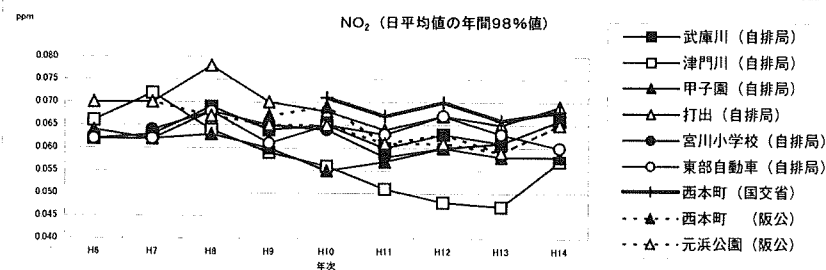 ppm
NO₂（日平均値の年間98%値）
0.080
0.075
0.070
0.065
0.060
0.055
0.050
0.045
0.040
H6 H7 H8 H9 H10 H11 H12 H13 H14
年次
武庫川（自排局）
津門川（自排局）
甲子園（自排局）
打出（自排局）
宮川小学校（自排局）
東部自動車（自排局）
西本町（国交省）
西本町　（阪公）
元浜公園（阪公）